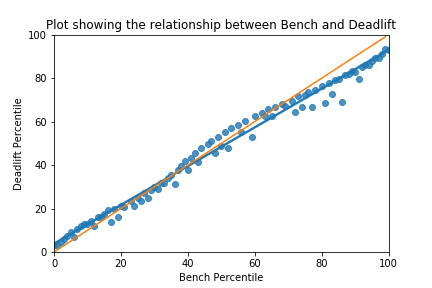 Plot showing the relationship between Bench and Deadlift
100
80
60
40
20
0
Deadlift Percentile
0 20 40 60 80 100
Bench Percentile